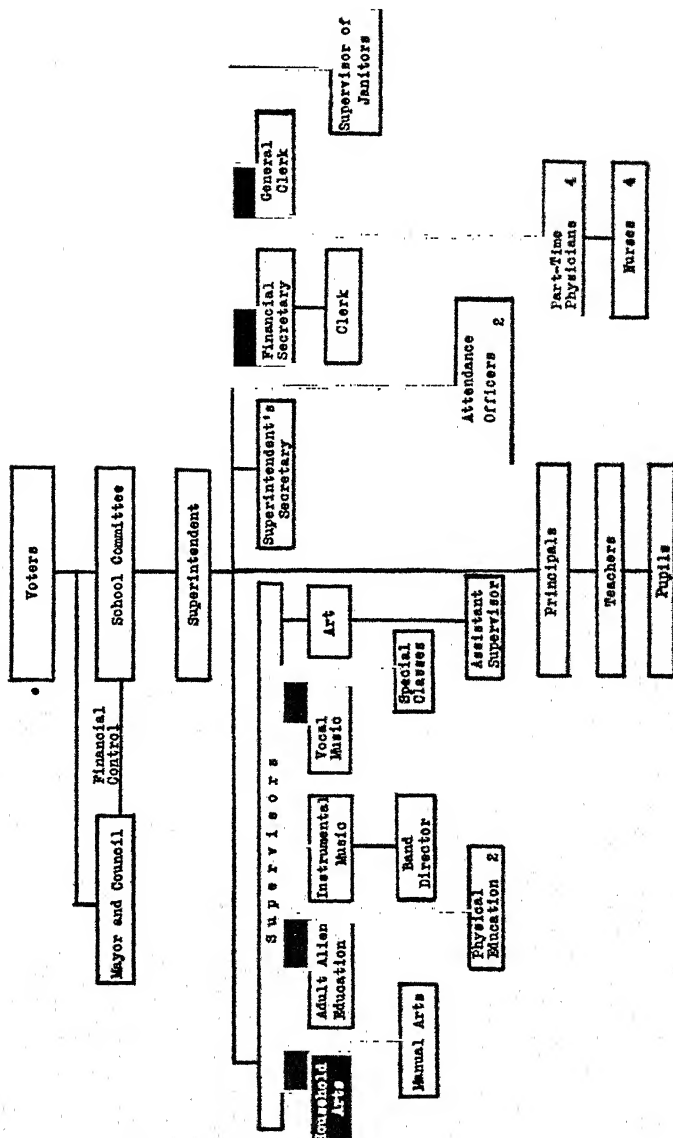 Voters
Mayor and Council
Financial
Control
School Committee
Superintendent
Supervisors
Household
Arts
Adult Alien
Education
Instrumental
Music
Vocal
Music
Art
Superintendent's
Secretary
Financial
Secretary
General
Clerk
Supervisor of
Janitors
Clerk
Manual Arts
Band
Director
Special
Classes
Physical
Education 2
Assistant
Supervisor
Attendance
Officers 2
Part-Time
Physicians 4
Nurses 4
Principals
Teachers
Pupils